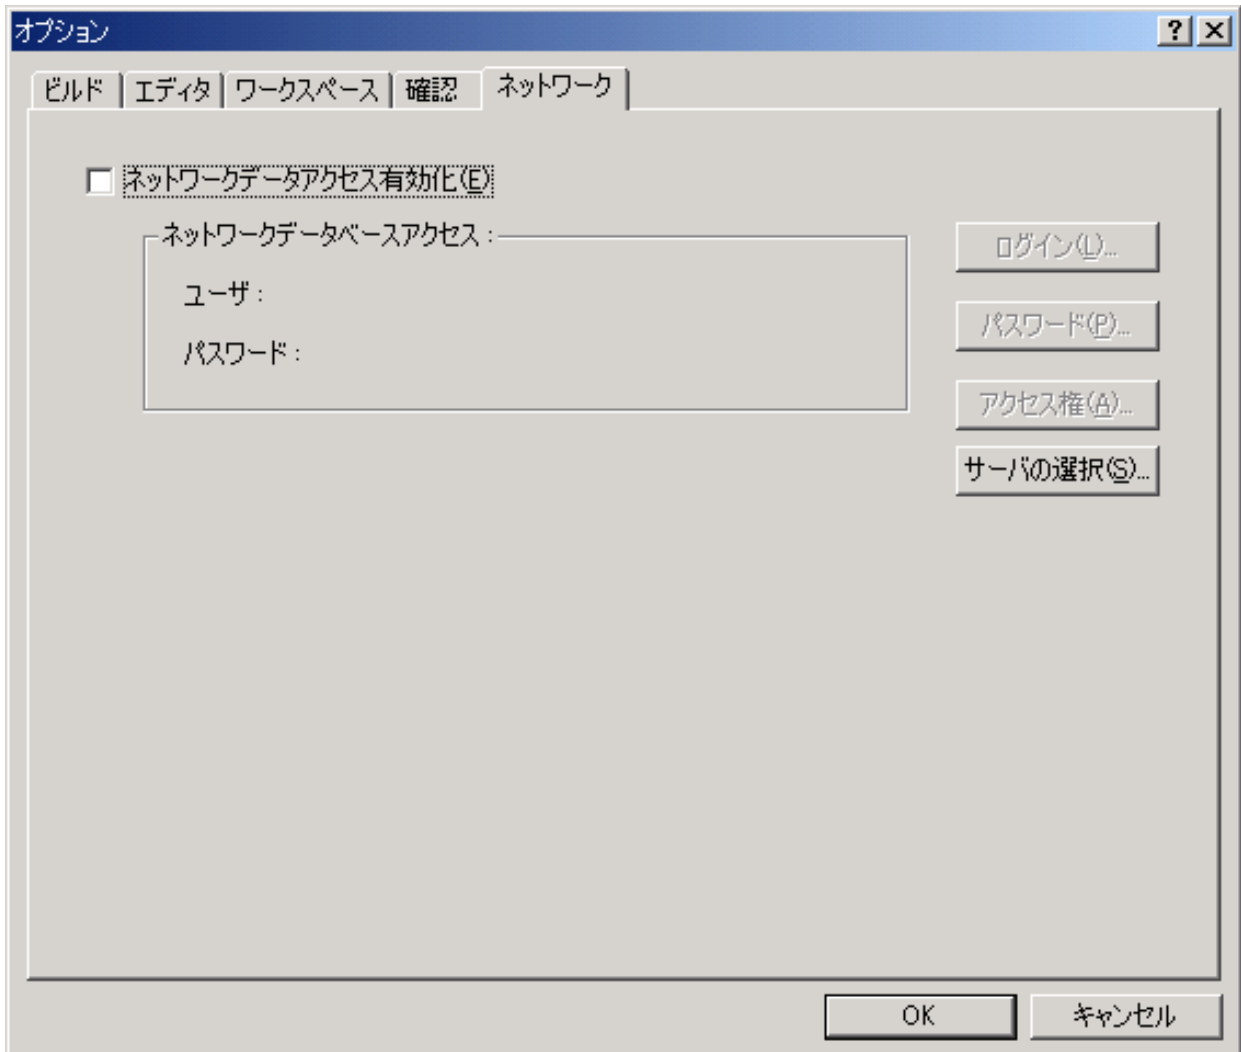 オプション
ビルド エディタ ワークスペース 確認 ネットワーク
ネットワークデータアクセス有効化(E)
ネットワークデータベースアクセス :
ユーザ :
パスワード :
ログイン(L)...
パスワード(P)...
アクセス権(A)...
サーバの選択(S)...
OK キャンセル